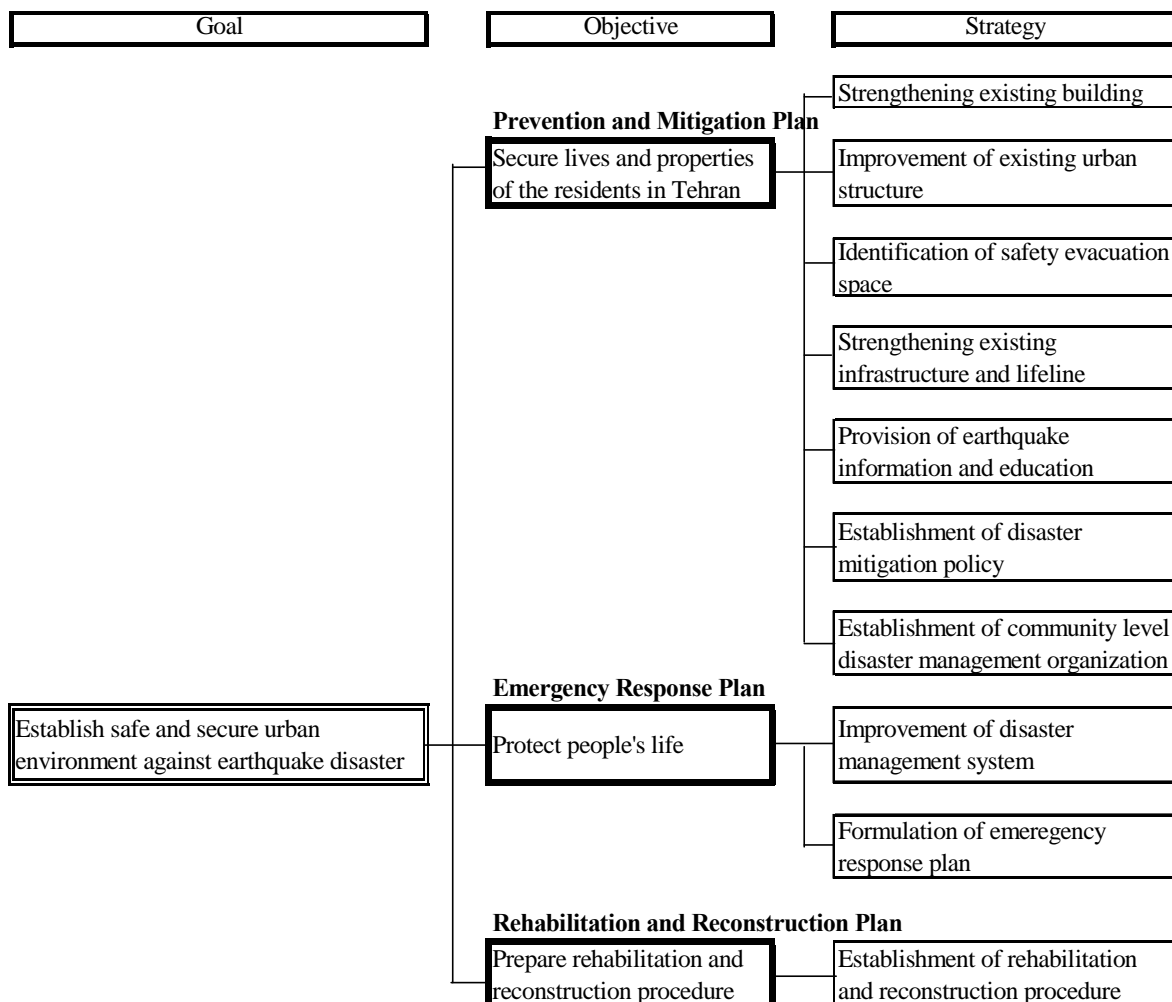 Goal
Objective
Strategy
Strengthening existing building
Prevention and Mitigation Plan
Secure lives and properties
of the residents in Tehran
Improvement of existing urban
structure
Identification of safety evacuation
space
Strengthening existing
infrastructure and lifeline
Provision of earthquake
information and education
Establishment of disaster
mitigation policy
Establishment of community level
disaster management organization
Emergency Response Plan
Establish safe and secure urban
environment against earthquake disaster
Protect people's life
Improvement of disaster
management system
Formulation of emeregency
response plan
Rehabilitation and Reconstruction Plan
Prepare rehabilitation and
reconstruction procedure
Establishment of rehabilitation
and reconstruction procedure